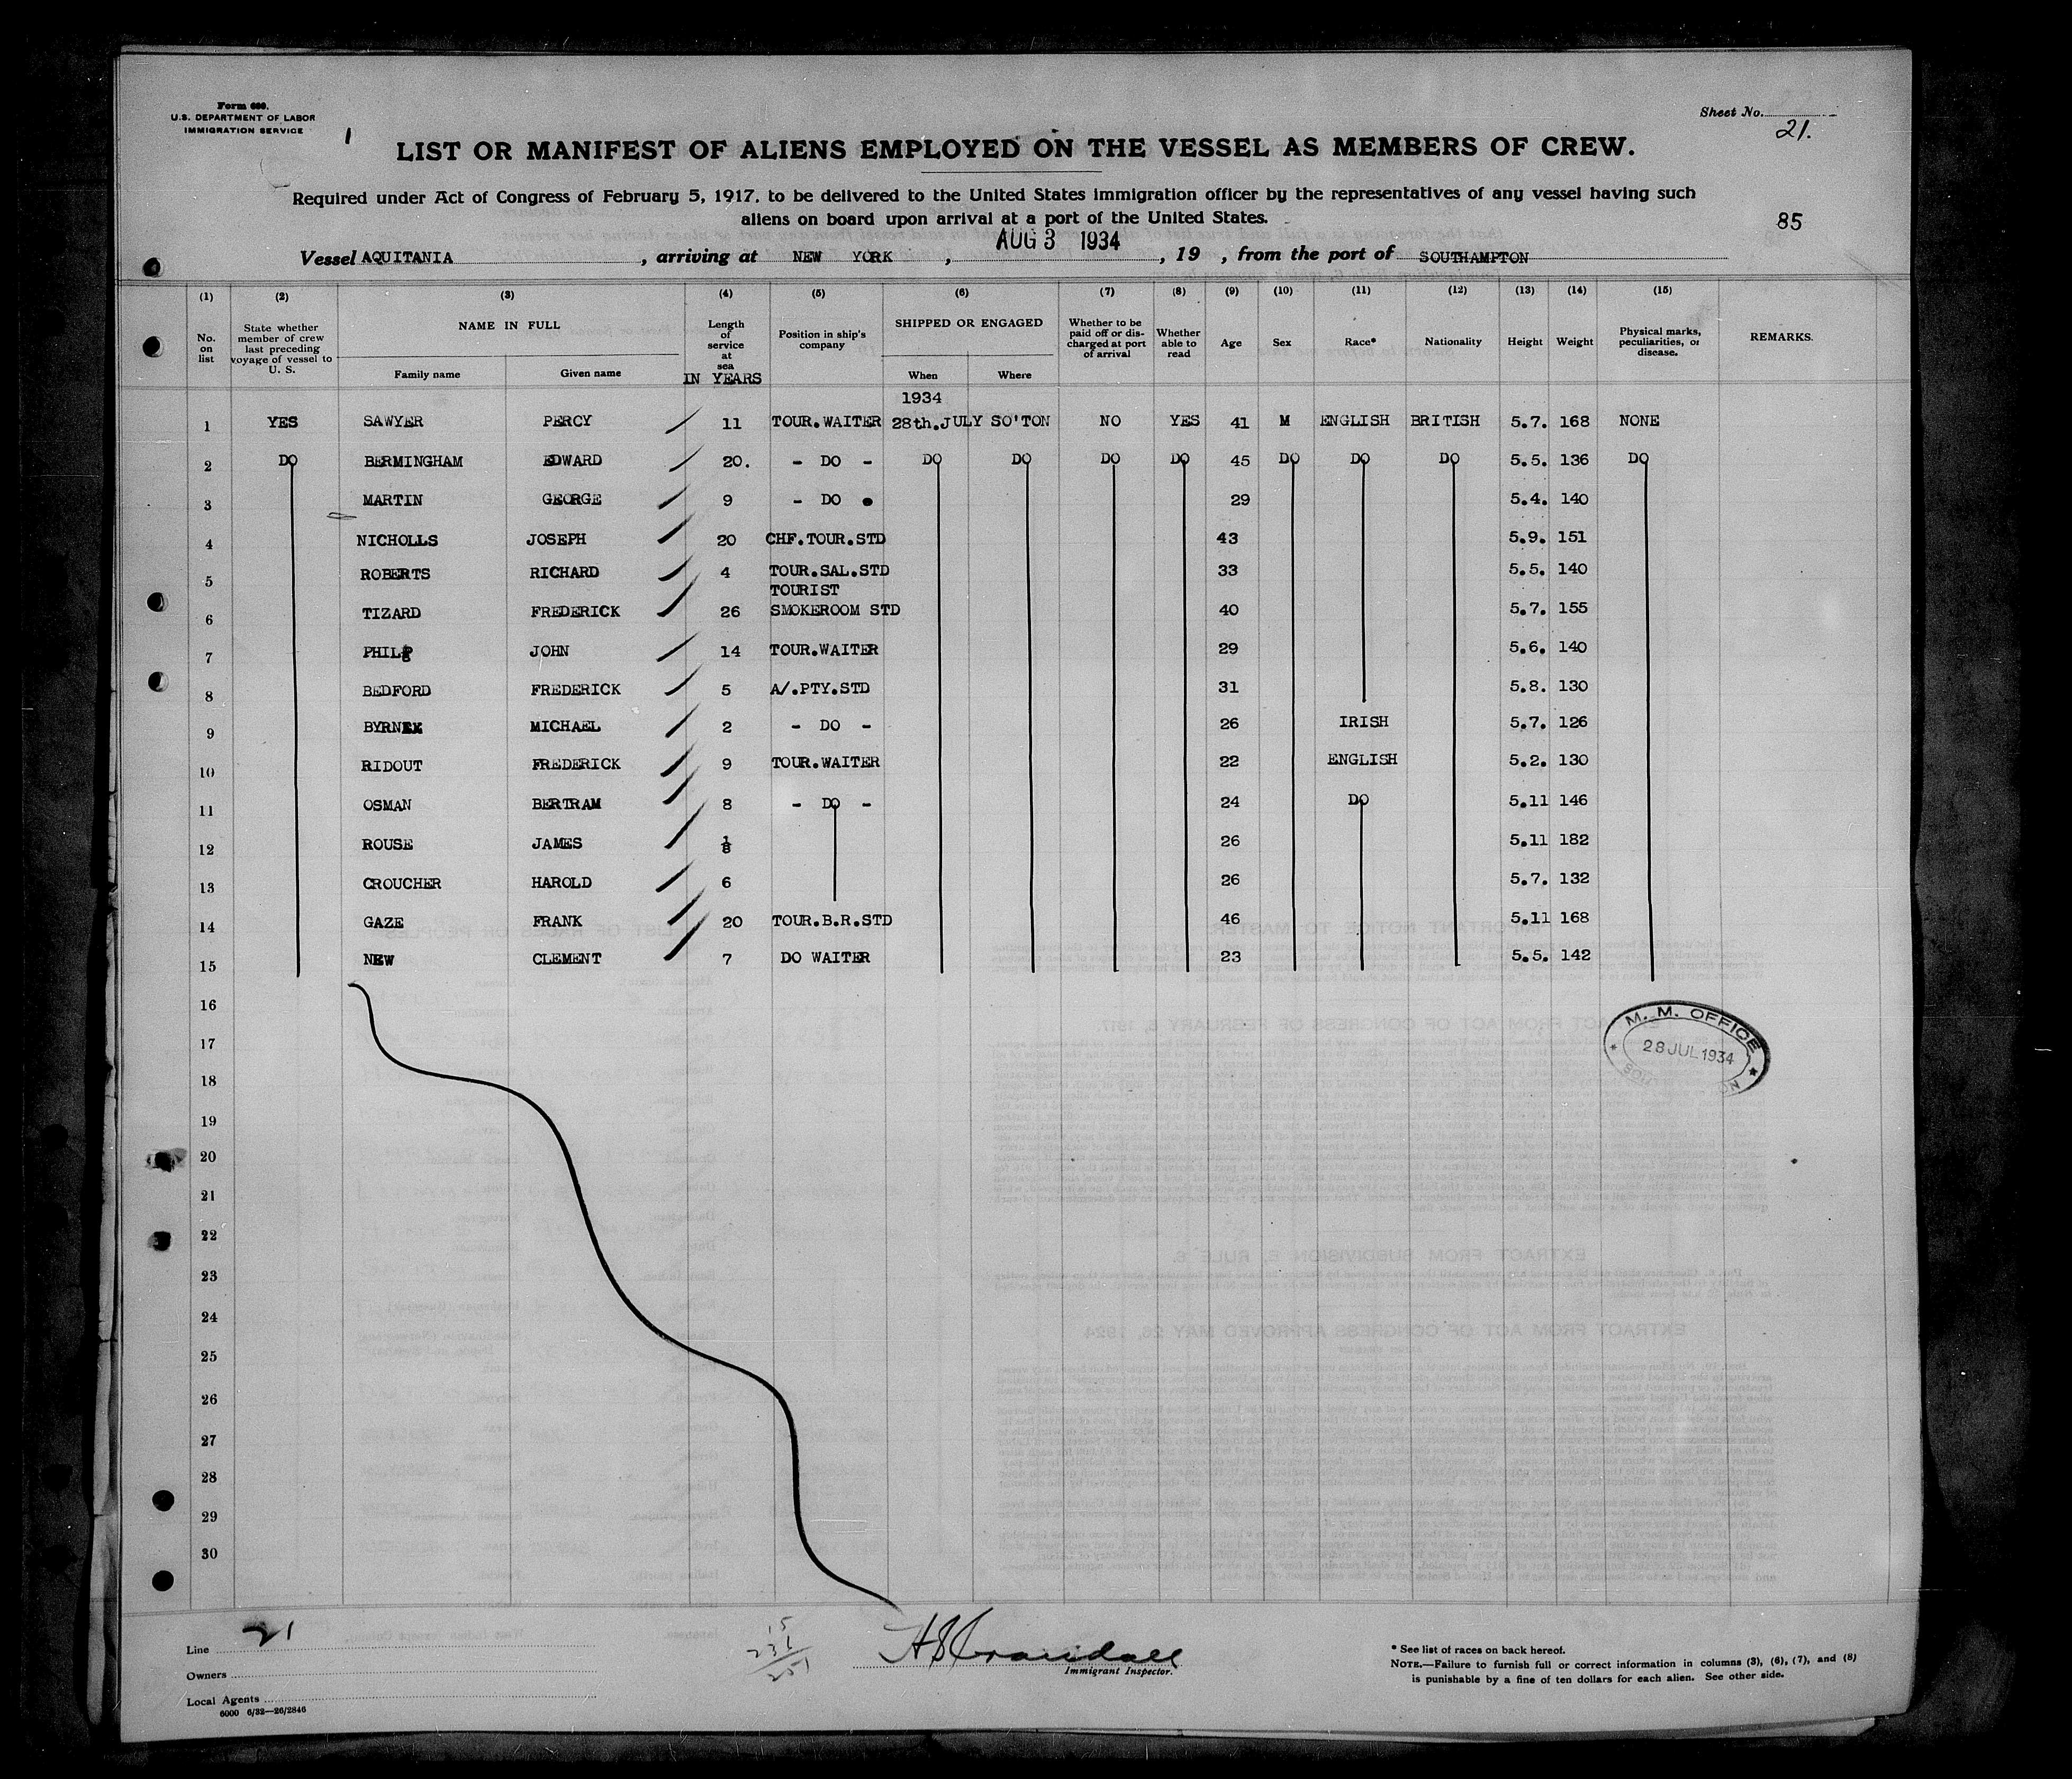 Form 680.
U.S. DEPARTMENT OF LABOR
IMMIGRATION SERVICE
1
Sheet No.
21.
LIST OR MANIFEST OF ALIENS EMPLOYED ON THE VESSEL AS MEMBERS OF CREW.
Required under Act of Congress of February 5, 1917, to be delivered to the United States immigration officer by the representatives of any vessel having such
aliens on board upon arrival at a port of the United States.
85
AUG 3 1934
Vessel AQUITANIA, arriving at NEW YORK, , 19 , from the port of SOUTHAMPTON
(1) (2) (3) (4) (5) (6) (7) (8) (9) (10) (11) (12) (13) (14) (15)
No. on list State whether member of crew last preceding voyage of vessel to U. S. NAME IN FULL Family name Given name Length of service at sea IN YEARS Position in ship's company SHIPPED OR ENGAGED When Where Whether to be paid off or discharged at port of arrival Whether able to read Age Sex Race* Nationality Height Weight Physical marks, peculiarities, or disease. REMARKS.
1934
1 YES SAWYER PERCY 11 TOUR.WAITER 28th.JULY SO'TON NO YES 41 M ENGLISH BRITISH 5.7. 168 NONE
2 DO BERMINGHAM EDWARD 20. - DO - DO DO DO DO 45 DO DO DO 5.5. 136 DO
3 MARTIN GEORGE 9 - DO 29 5.4. 140
4 NICHOLLS JOSEPH 20 CHF.TOUR.STD 43 5.9. 151
5 ROBERTS RICHARD 4 TOUR.SAL.STD 33 5.5. 140
TOURIST
6 TIZARD FREDERICK 26 SMOKEROOM STD 40 5.7. 155
7 JOHN 14 TOUR.WAITER 29 5.6. 140
8 BEDFORD FREDERICK 5 A/.PTY.STD 31 5.8. 130
9 MICHAEL 2 - DO - 26 IRISH 5.7. 126
10 RIDOUT FREDERICK 9 TOUR.WAITER 22 ENGLISH 5.2. 130
11 OSMAN BERTRAM 8 - DO - 24 DO 5.11 146
12 ROUSE JAMES 26 5.11 182
13 CROUCHER HAROLD 6 26 5.7. 132
14 GAZE FRANK 20 TOUR.B.R.STD 46 5.11 168
15 NEW CLEMENT 7 DO WAITER 23 5.5. 142
16
M. M. OFFICE
17
28 JUL 1934
18
19
20
21
22
23
24
25
26
27
28
29
30
Line 21
Owners
Local Agents
6000 6/32—26/2846
Immigrant Inspector.
* See list of races on back hereof.
NOTE.—Failure to furnish full or correct information in columns (3), (6), (7), and (8)
is punishable by a fine of ten dollars for each alien. See other side.